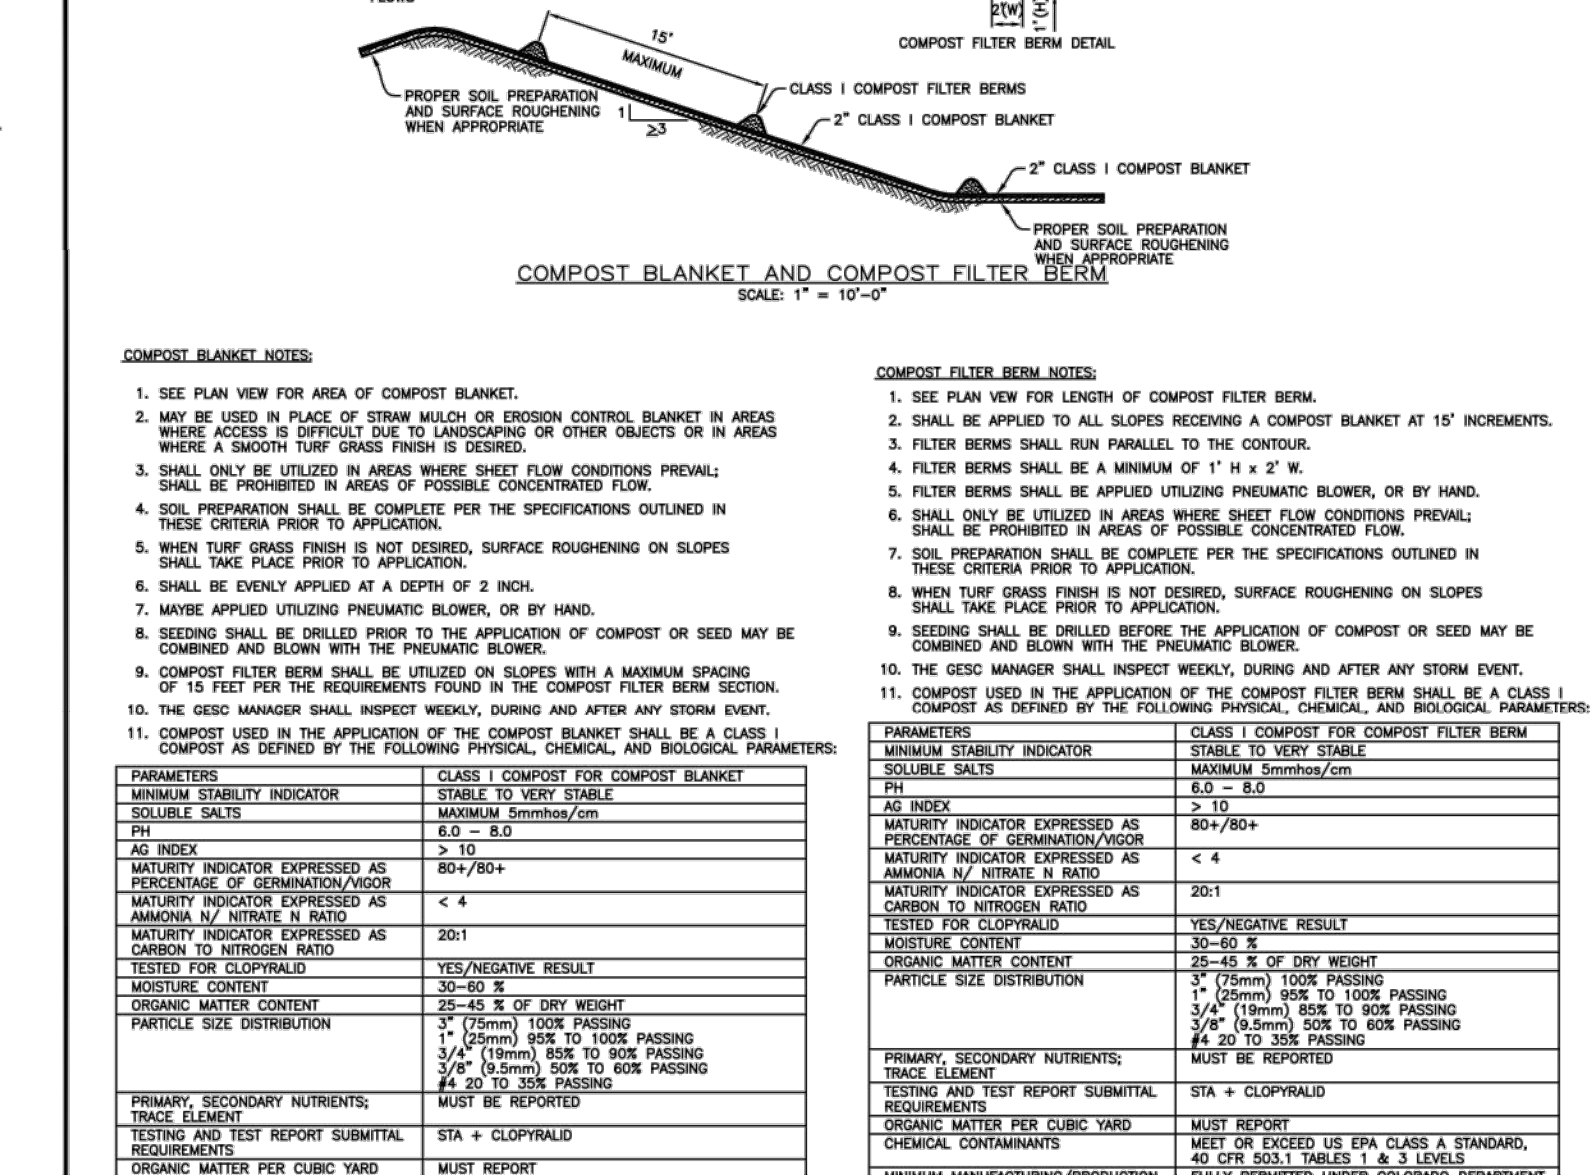 2'(W)
1' (H)
COMPOST FILTER BERM DETAIL
15'
MAXIMUM
CLASS I COMPOST FILTER BERMS
PROPER SOIL PREPARATION
AND SURFACE ROUGHENING
WHEN APPROPRIATE
1
≥3
2" CLASS I COMPOST BLANKET
2" CLASS I COMPOST BLANKET
PROPER SOIL PREPARATION
AND SURFACE ROUGHENING
WHEN APPROPRIATE
COMPOST BLANKET AND COMPOST FILTER BERM
SCALE: 1" = 10'-0"
COMPOST BLANKET NOTES:
1. SEE PLAN VIEW FOR AREA OF COMPOST BLANKET.
2. MAY BE USED IN PLACE OF STRAW MULCH OR EROSION CONTROL BLANKET IN AREAS
WHERE ACCESS IS DIFFICULT DUE TO LANDSCAPING OR OTHER OBJECTS OR IN AREAS
WHERE A SMOOTH TURF GRASS FINISH IS DESIRED.
3. SHALL ONLY BE UTILIZED IN AREAS WHERE SHEET FLOW CONDITIONS PREVAIL;
SHALL BE PROHIBITED IN AREAS OF POSSIBLE CONCENTRATED FLOW.
4. SOIL PREPARATION SHALL BE COMPLETE PER THE SPECIFICATIONS OUTLINED IN
THESE CRITERIA PRIOR TO APPLICATION.
5. WHEN TURF GRASS FINISH IS NOT DESIRED, SURFACE ROUGHENING ON SLOPES
SHALL TAKE PLACE PRIOR TO APPLICATION.
6. SHALL BE EVENLY APPLIED AT A DEPTH OF 2 INCH.
7. MAYBE APPLIED UTILIZING PNEUMATIC BLOWER, OR BY HAND.
8. SEEDING SHALL BE DRILLED PRIOR TO THE APPLICATION OF COMPOST OR SEED MAY BE
COMBINED AND BLOWN WITH THE PNEUMATIC BLOWER.
9. COMPOST FILTER BERM SHALL BE UTILIZED ON SLOPES WITH A MAXIMUM SPACING
OF 15 FEET PER THE REQUIREMENTS FOUND IN THE COMPOST FILTER BERM SECTION.
10. THE GESC MANAGER SHALL INSPECT WEEKLY, DURING AND AFTER ANY STORM EVENT.
11. COMPOST USED IN THE APPLICATION OF THE COMPOST BLANKET SHALL BE A CLASS I
COMPOST AS DEFINED BY THE FOLLOWING PHYSICAL, CHEMICAL, AND BIOLOGICAL PARAMETERS:
PARAMETERS CLASS I COMPOST FOR COMPOST BLANKET
MINIMUM STABILITY INDICATOR STABLE TO VERY STABLE
SOLUBLE SALTS MAXIMUM 5mmhos/cm
PH 6.0 - 8.0
AG INDEX > 10
MATURITY INDICATOR EXPRESSED AS 80+/80+
PERCENTAGE OF GERMINATION/VIGOR
MATURITY INDICATOR EXPRESSED AS < 4
AMMONIA N/ NITRATE N RATIO
MATURITY INDICATOR EXPRESSED AS 20:1
CARBON TO NITROGEN RATIO
TESTED FOR CLOPYRALID YES/NEGATIVE RESULT
MOISTURE CONTENT 30-60 %
ORGANIC MATTER CONTENT 25-45 % OF DRY WEIGHT
PARTICLE SIZE DISTRIBUTION 3" (75mm) 100% PASSING
1" (25mm) 95% TO 100% PASSING
3/4" (19mm) 85% TO 90% PASSING
3/8" (9.5mm) 50% TO 60% PASSING
#4 20 TO 35% PASSING
PRIMARY, SECONDARY NUTRIENTS; MUST BE REPORTED
TRACE ELEMENT
TESTING AND TEST REPORT SUBMITTAL STA + CLOPYRALID
REQUIREMENTS
ORGANIC MATTER PER CUBIC YARD MUST REPORT
COMPOST FILTER BERM NOTES:
1. SEE PLAN VEW FOR LENGTH OF COMPOST FILTER BERM.
2. SHALL BE APPLIED TO ALL SLOPES RECEIVING A COMPOST BLANKET AT 15' INCREMENTS.
3. FILTER BERMS SHALL RUN PARALLEL TO THE CONTOUR.
4. FILTER BERMS SHALL BE A MINIMUM OF 1' H x 2' W.
5. FILTER BERMS SHALL BE APPLIED UTILIZING PNEUMATIC BLOWER, OR BY HAND.
6. SHALL ONLY BE UTILIZED IN AREAS WHERE SHEET FLOW CONDITIONS PREVAIL;
SHALL BE PROHIBITED IN AREAS OF POSSIBLE CONCENTRATED FLOW.
7. SOIL PREPARATION SHALL BE COMPLETE PER THE SPECIFICATIONS OUTLINED IN
THESE CRITERIA PRIOR TO APPLICATION.
8. WHEN TURF GRASS FINISH IS NOT DESIRED, SURFACE ROUGHENING ON SLOPES
SHALL TAKE PLACE PRIOR TO APPLICATION.
9. SEEDING SHALL BE DRILLED BEFORE THE APPLICATION OF COMPOST OR SEED MAY BE
COMBINED AND BLOWN WITH THE PNEUMATIC BLOWER.
10. THE GESC MANAGER SHALL INSPECT WEEKLY, DURING AND AFTER ANY STORM EVENT.
11. COMPOST USED IN THE APPLICATION OF THE COMPOST FILTER BERM SHALL BE A CLASS I
COMPOST AS DEFINED BY THE FOLLOWING PHYSICAL, CHEMICAL, AND BIOLOGICAL PARAMETERS:
PARAMETERS CLASS I COMPOST FOR COMPOST FILTER BERM
MINIMUM STABILITY INDICATOR STABLE TO VERY STABLE
SOLUBLE SALTS MAXIMUM 5mmhos/cm
PH 6.0 - 8.0
AG INDEX > 10
MATURITY INDICATOR EXPRESSED AS 80+/80+
PERCENTAGE OF GERMINATION/VIGOR
MATURITY INDICATOR EXPRESSED AS < 4
AMMONIA N/ NITRATE N RATIO
MATURITY INDICATOR EXPRESSED AS 20:1
CARBON TO NITROGEN RATIO
TESTED FOR CLOPYRALID YES/NEGATIVE RESULT
MOISTURE CONTENT 30-60 %
ORGANIC MATTER CONTENT 25-45 % OF DRY WEIGHT
PARTICLE SIZE DISTRIBUTION 3" (75mm) 100% PASSING
1" (25mm) 95% TO 100% PASSING
3/4" (19mm) 85% TO 90% PASSING
3/8" (9.5mm) 50% TO 60% PASSING
#4 20 TO 35% PASSING
PRIMARY, SECONDARY NUTRIENTS; MUST BE REPORTED
TRACE ELEMENT
TESTING AND TEST REPORT SUBMITTAL STA + CLOPYRALID
REQUIREMENTS
ORGANIC MATTER PER CUBIC YARD MUST REPORT
CHEMICAL CONTAMINANTS MEET OR EXCEED US EPA CLASS A STANDARD,
40 CFR 503.1 TABLES 1 & 3 LEVELS